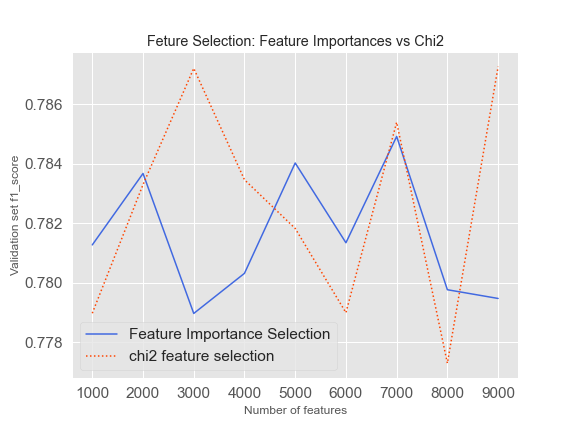 Feture Selection: Feature Importances vs Chi2
Validation set f1_score
0.786
0.784
0.782
0.780
0.778
Feature Importance Selection
chi2 feature selection
1000 2000 3000 4000 5000 6000 7000 8000 9000
Number of features